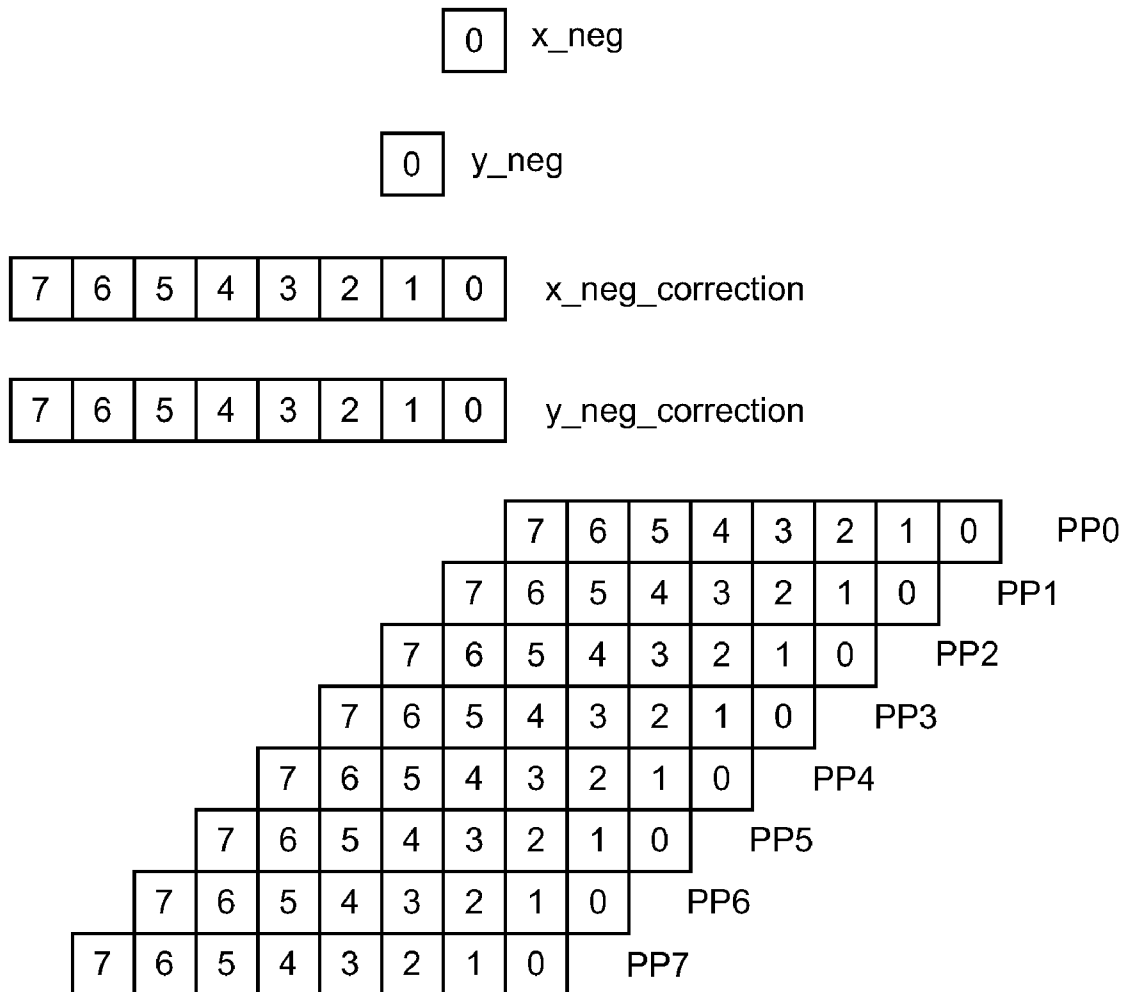 0 x_neg
0 y_neg
7 6 5 4 3 2 1 0 x_neg_correction
7 6 5 4 3 2 1 0 y_neg_correction
7 6 5 4 3 2 1 0 PP0
7 6 5 4 3 2 1 0 PP1
7 6 5 4 3 2 1 0 PP2
7 6 5 4 3 2 1 0 PP3
7 6 5 4 3 2 1 0 PP4
7 6 5 4 3 2 1 0 PP5
7 6 5 4 3 2 1 0 PP6
7 6 5 4 3 2 1 0 PP7